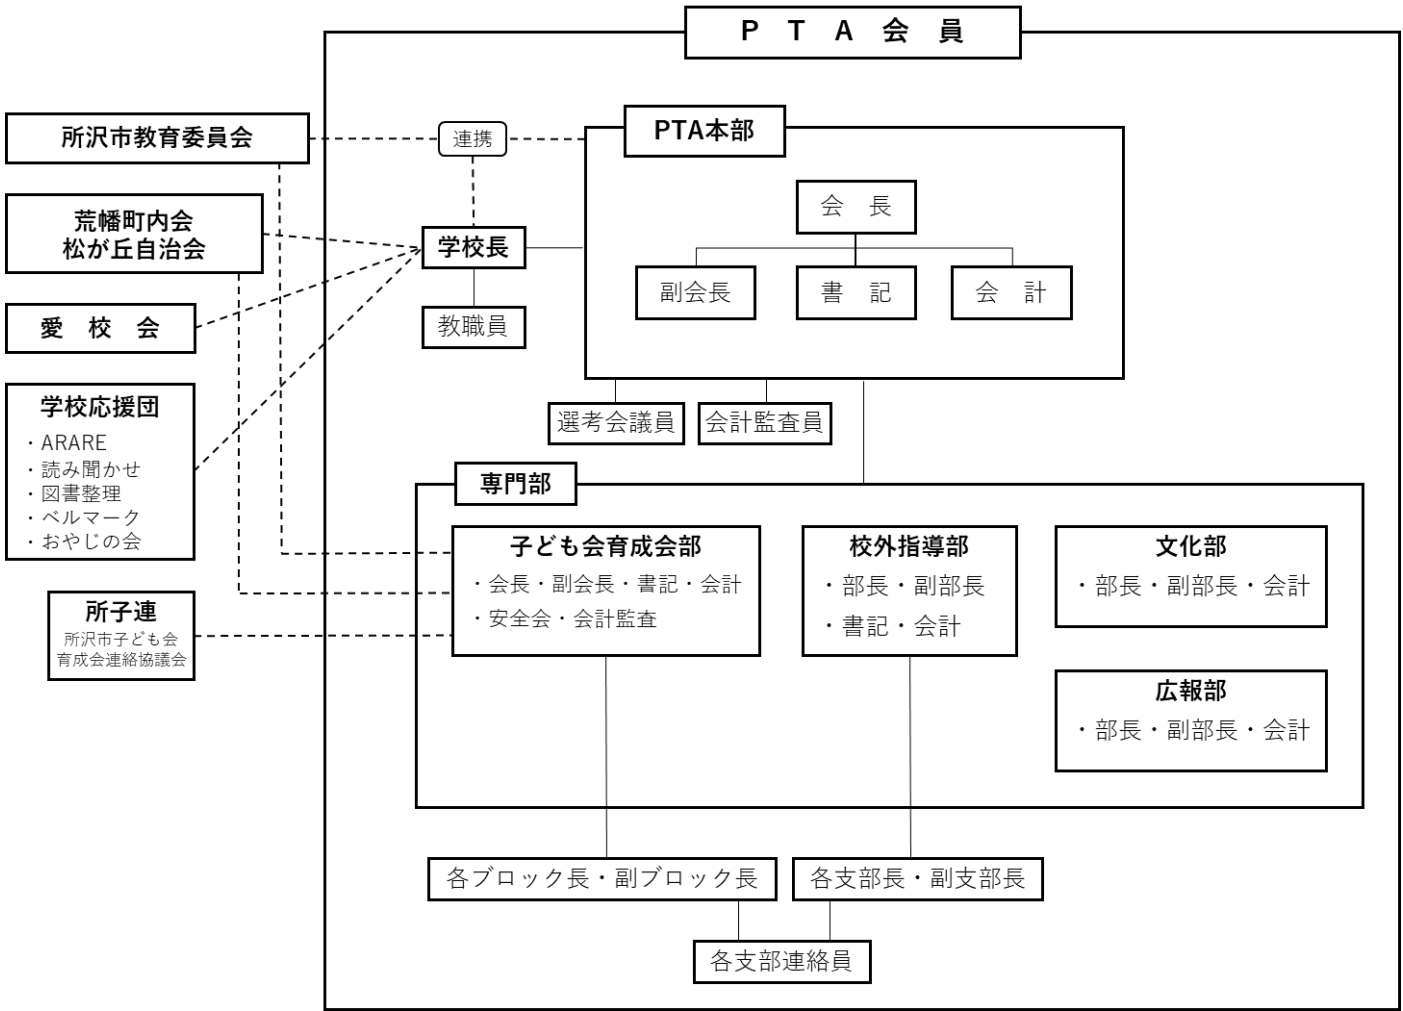 ＰＴＡ会員
所沢市教育委員会
連携
PTA本部
荒幡町内会
松が丘自治会
学校長
会　長
副会長
書　記
会　計
愛　校　会
教職員
学校応援団
・ARARE
・読み聞かせ
・図書整理
・ベルマーク
・おやじの会
選考会議員
会計監査員
専門部
子ども会育成会部
・会長・副会長・書記・会計
・安全会・会計監査
校外指導部
・部長・副部長
・書記・会計
文化部
・部長・副部長・会計
所子連
所沢市子ども会
育成会連絡協議会
広報部
・部長・副部長・会計
各ブロック長・副ブロック長
各支部長・副支部長
各支部連絡員